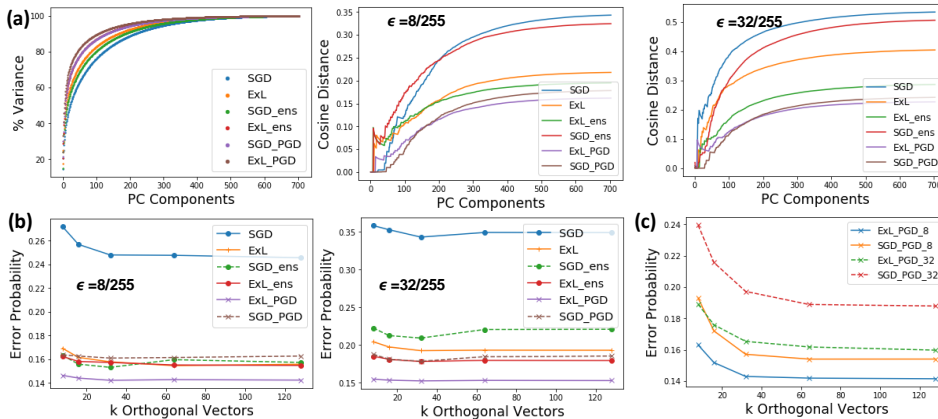 (a)
% Variance
100
80
60
40
20
0 100 200 300 400 500 600 700
PC Components
SGD
ExL
SGD_ens
ExL_ens
SGD_PGD
ExL_PGD
ϵ =8/255
Cosine Distance
0.35
0.30
0.25
0.20
0.15
0.10
0.05
0.00
0 100 200 300 400 500 600 700
PC Components
SGD
ExL
ExL_ens
SGD_ens
ExL_PGD
SGD_PGD
ϵ =32/255
Cosine Distance
0.5
0.4
0.3
0.2
0.1
0.0
0 100 200 300 400 500 600 700
PC Components
SGD
ExL
ExL_ens
SGD_ens
ExL_PGD
SGD_PGD
(b)
Error Probability
0.26
0.24
0.22
0.20
0.18
0.16
0.14
20 40 60 80 100 120
k Orthogonal Vectors
ϵ =8/255
SGD
ExL
SGD_ens
ExL_ens
ExL_PGD
SGD_PGD
Error Probability
0.35
0.30
0.25
0.20
0.15
20 40 60 80 100 120
k Orthogonal Vectors
ϵ =32/255
SGD
ExL
SGD_ens
ExL_ens
ExL_PGD
SGD_PGD
(c)
Error Probability
0.24
0.22
0.20
0.18
0.16
0.14
20 40 60 80 100 120
k Orthogonal Vectors
ExL_PGD_8
SGD_PGD_8
ExL_PGD_32
SGD_PGD_32